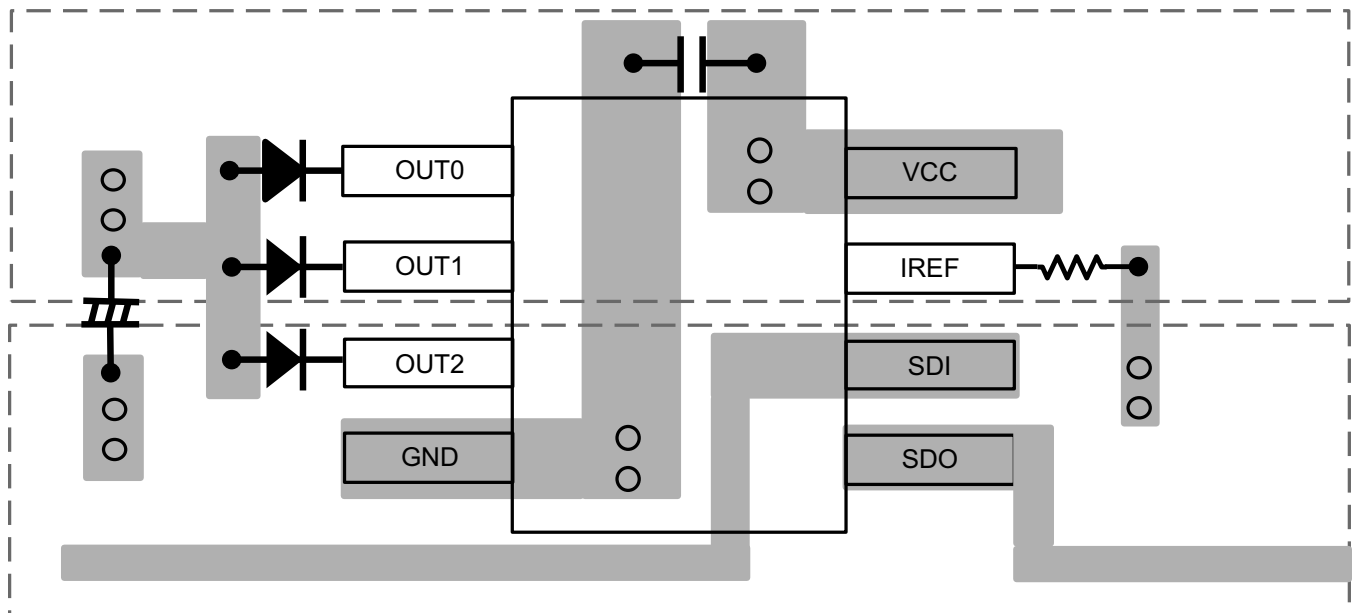 OUT0
VCC
OUT1
IREF
OUT2
SDI
GND
SDO